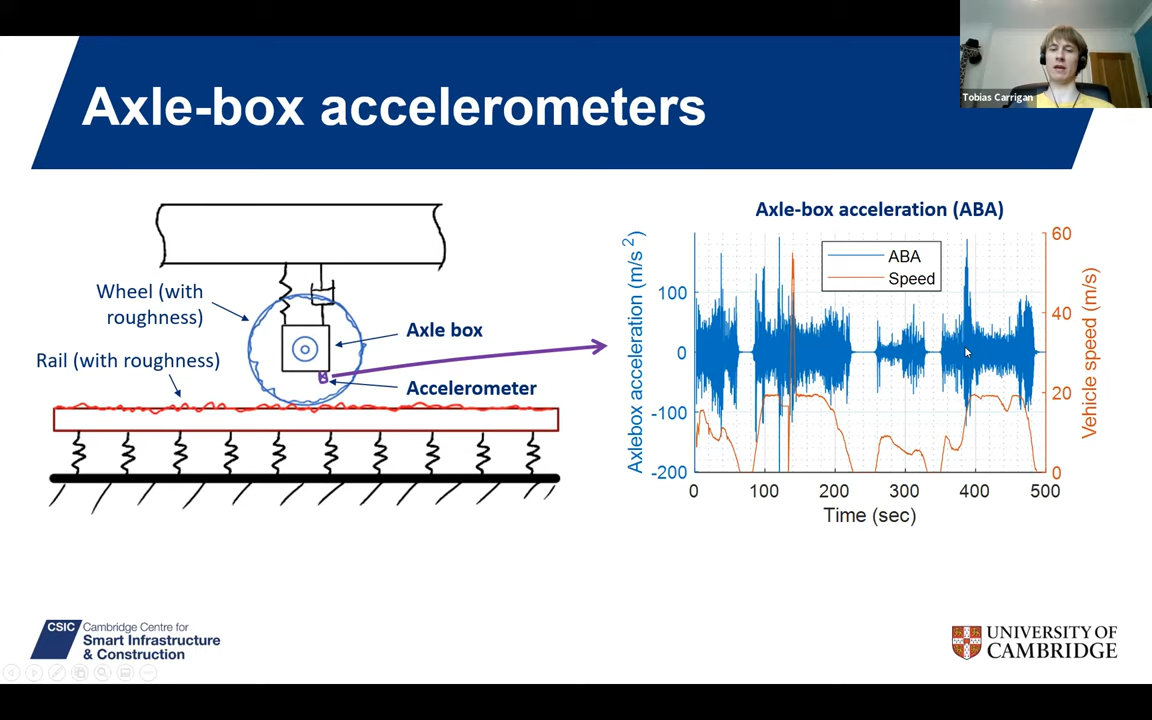 Tobias Carrigan
Axle-box accelerometers
Wheel (with
roughness)
Rail (with roughness)
Axle box
Accelerometer
Axle-box acceleration (ABA)
ABA
Speed
Axlebox acceleration (m/s²)
100
0
-100
-200
Vehicle speed (m/s)
60
40
20
0
0 100 200 300 400 500
Time (sec)
CSIC Cambridge Centre for
Smart Infrastructure
& Construction
UNIVERSITY OF
CAMBRIDGE